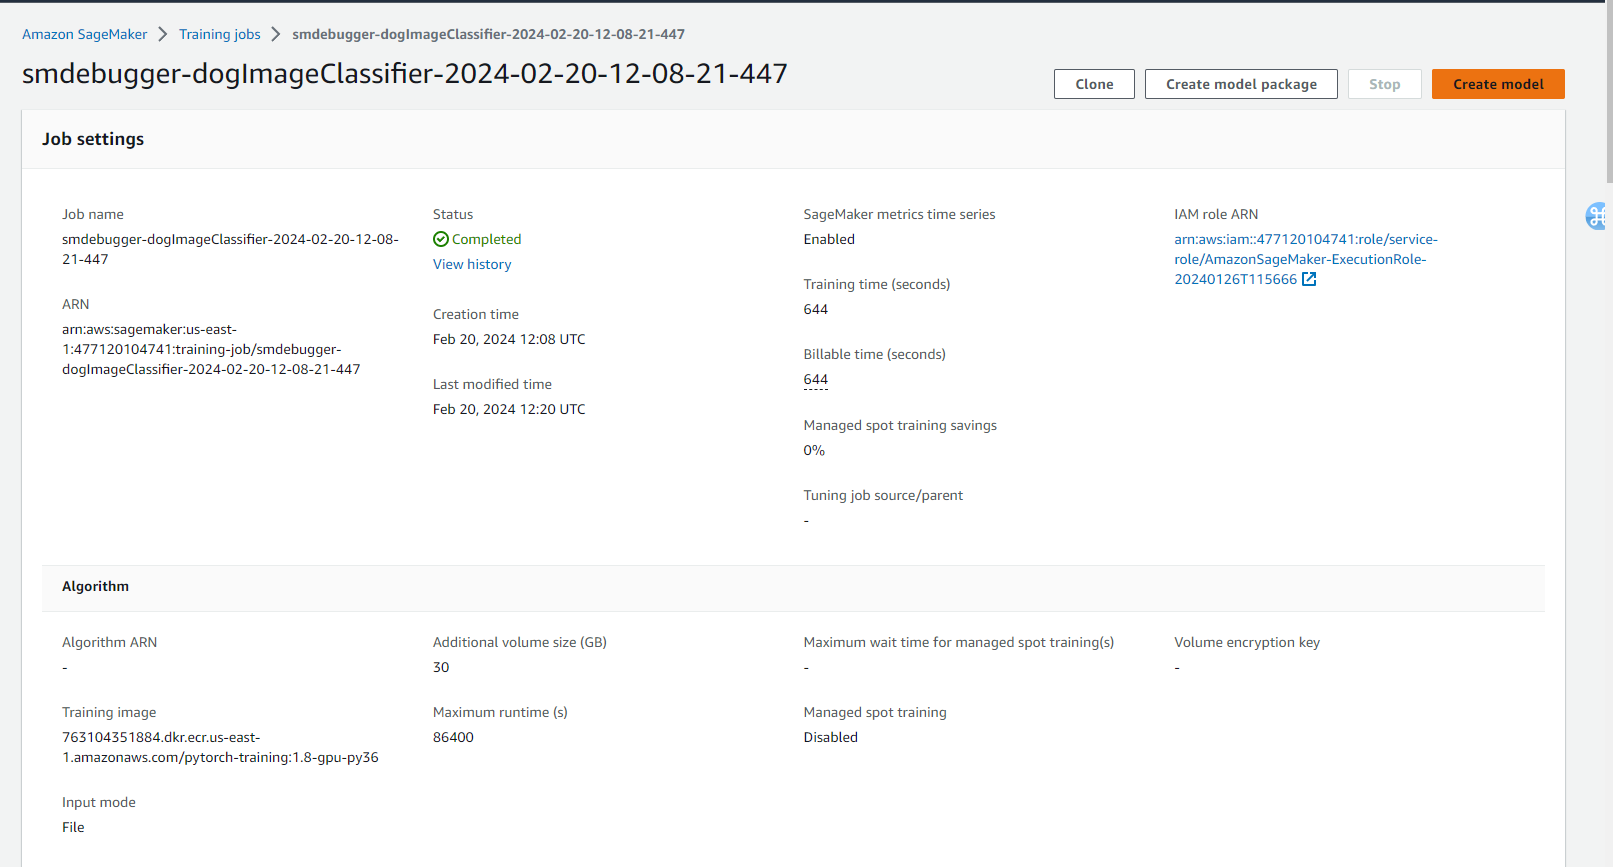 Amazon SageMaker > Training jobs > smdebugger-dogImageClassifier-2024-02-20-12-08-21-447
smdebugger-dogImageClassifier-2024-02-20-12-08-21-447
Clone
Create model package
Stop
Create model
Job settings
Job name
smdebugger-dogImageClassifier-2024-02-20-12-08-
21-447
ARN
arn:aws:sagemaker:us-east-
1:477120104741:training-job/smdebugger-
dogImageClassifier-2024-02-20-12-08-21-447
Status
Completed
View history
Creation time
Feb 20, 2024 12:08 UTC
Last modified time
Feb 20, 2024 12:20 UTC
SageMaker metrics time series
Enabled
Training time (seconds)
644
Billable time (seconds)
644
Managed spot training savings
0%
Tuning job source/parent
-
IAM role ARN
arn:aws:iam::477120104741:role/service-
role/AmazonSageMaker-ExecutionRole-
20240126T115666
Algorithm
Algorithm ARN
-
Training image
763104351884.dkr.ecr.us-east-
1.amazonaws.com/pytorch-training:1.8-gpu-py36
Input mode
File
Additional volume size (GB)
30
Maximum runtime (s)
86400
Maximum wait time for managed spot training(s)
-
Managed spot training
Disabled
Volume encryption key
-